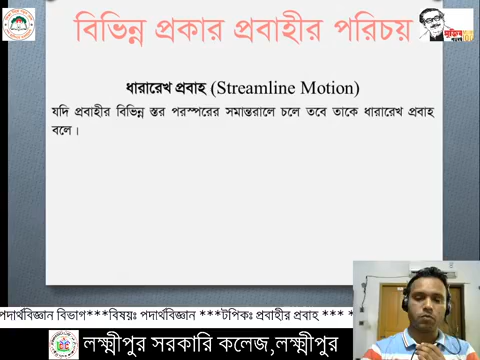 বিভিন্ন প্রকার প্রবাহীর পরিচয়
ধারারেখ প্রবাহ (Streamline Motion)
যদি প্রবাহীর বিভিন্ন স্তর পরস্পরের সমান্তরালে চলে তবে তাকে ধারারেখ প্রবাহ
বলে।
পদার্থবিজ্ঞান বিভাগ***বিষয়ঃ পদার্থবিজ্ঞান ***টপিকঃ প্রবাহীর প্রবাহ *** *
লক্ষ্মীপুর সরকারি কলেজ,লক্ষ্মীপুর